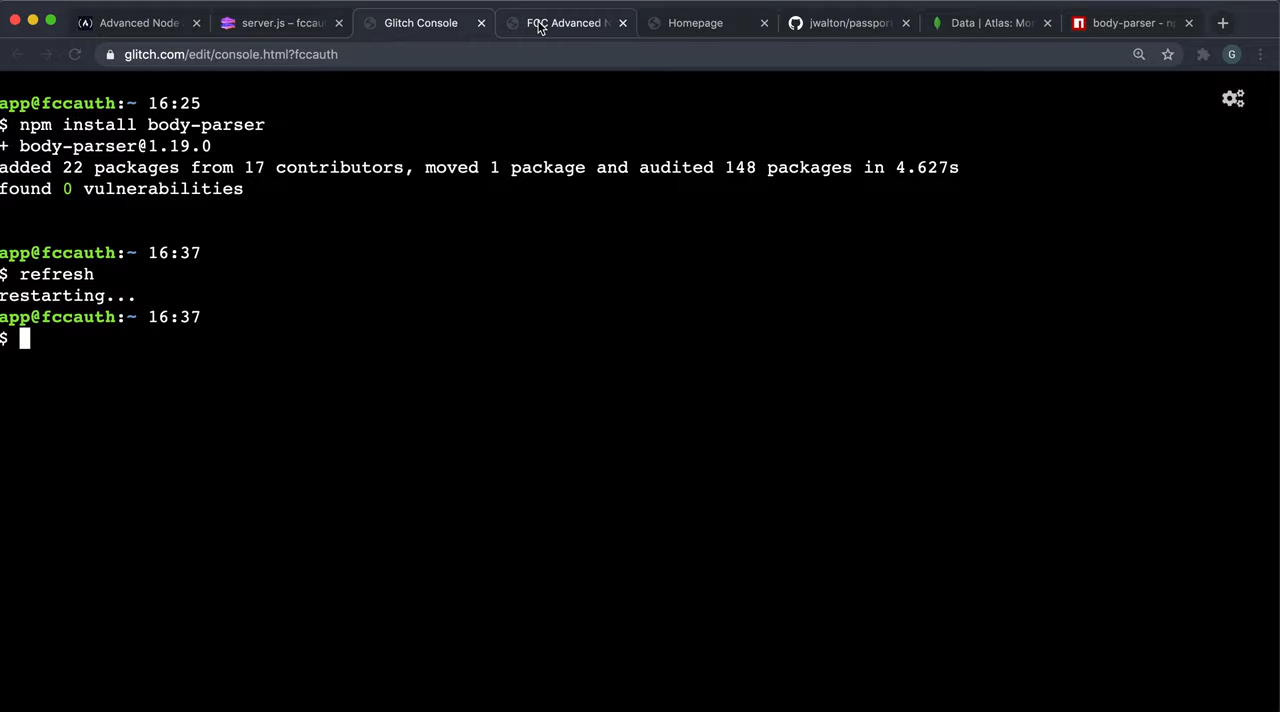 Advanced Node
server.js – fccau
Glitch Console
FCC Advanced N
Homepage
jwalton/passport
Data | Atlas: Mo
body-parser - n
glitch.com/edit/console.html?fccauth
G
app@fccauth:~ 16:25
$ npm install body-parser
+ body-parser@1.19.0
added 22 packages from 17 contributors, moved 1 package and audited 148 packages in 4.627s
found 0 vulnerabilities
app@fccauth:~ 16:37
$ refresh
restarting...
app@fccauth:~ 16:37
$